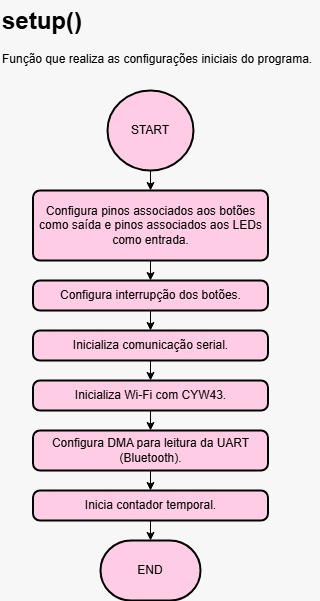 setup()
Função que realiza as configurações iniciais do programa.
START
Configura pinos associados aos botões
como saída e pinos associados aos LEDs
como entrada.
Configura interrupção dos botões.
Inicializa comunicação serial.
Inicializa Wi-Fi com CYW43.
Configura DMA para leitura da UART
(Bluetooth).
Inicia contador temporal.
END